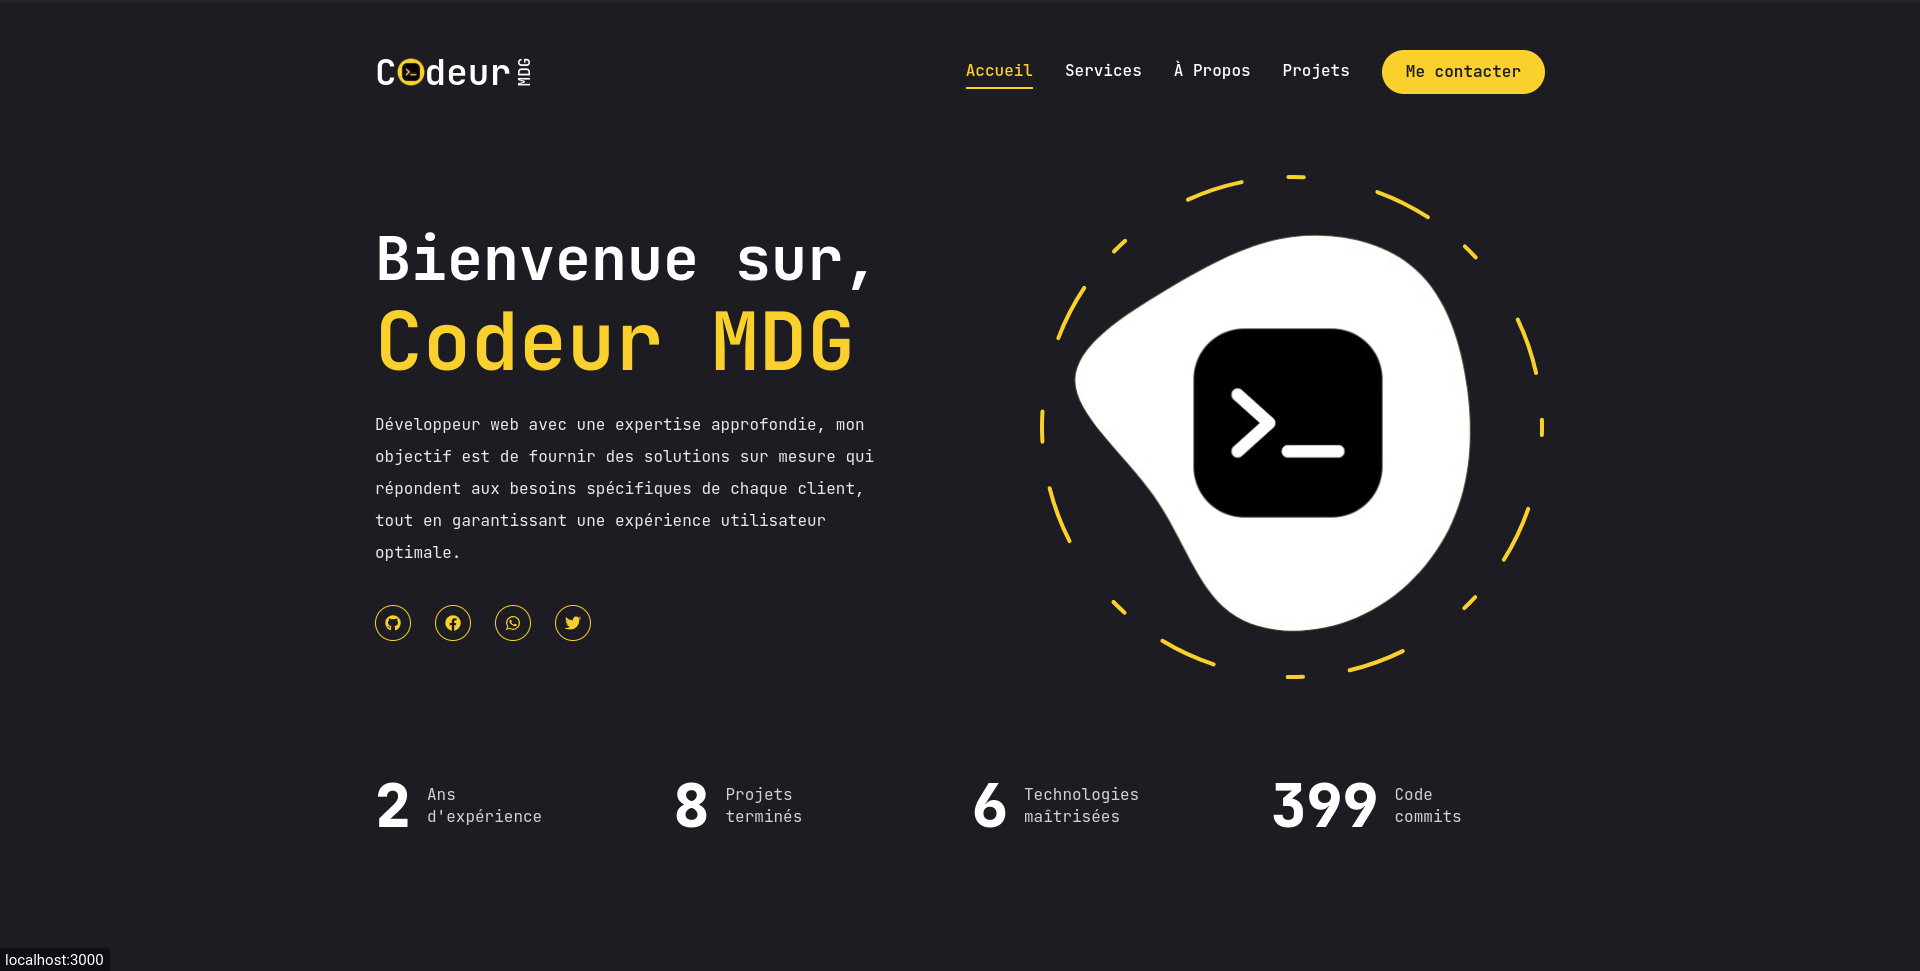 Codeur MDG
Accueil Services À Propos Projets Me contacter
Bienvenue sur,
Codeur MDG
Développeur web avec une expertise approfondie, mon
objectif est de fournir des solutions sur mesure qui
répondent aux besoins spécifiques de chaque client,
tout en garantissant une expérience utilisateur
optimale.
2 Ans
d'expérience
8 Projets
terminés
6 Technologies
maîtrisées
399 Code
commits
localhost:3000